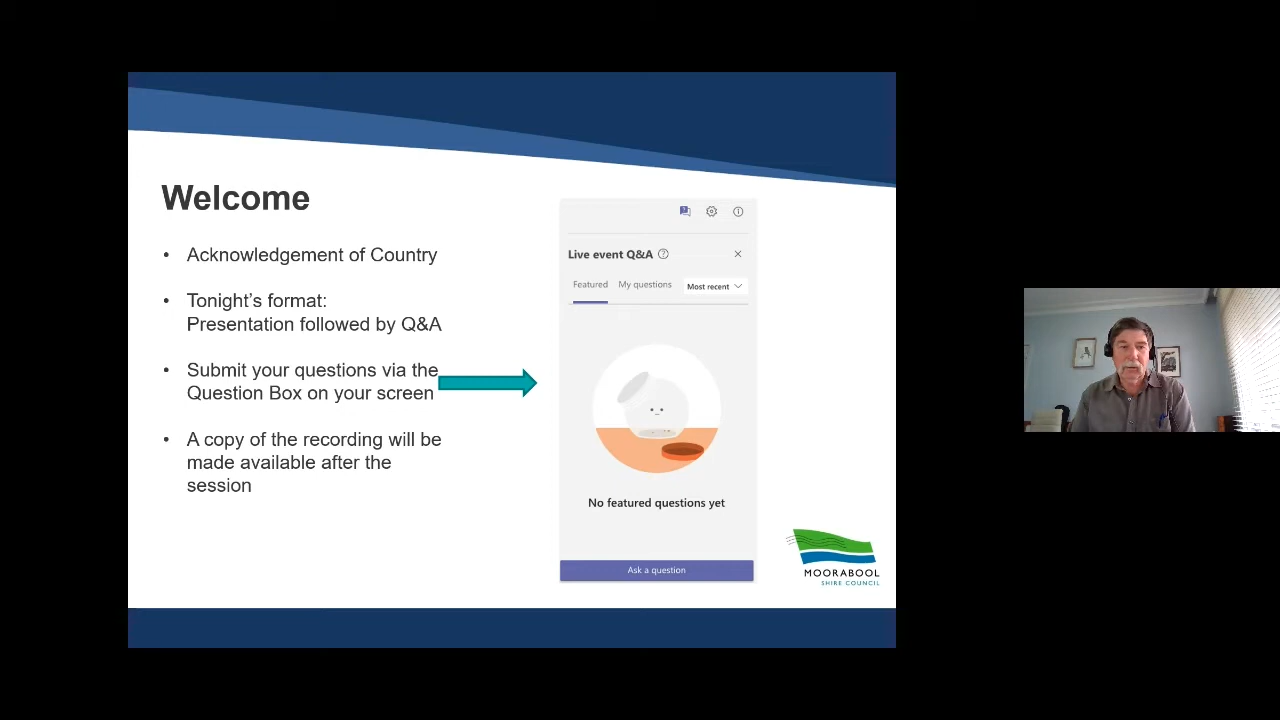 Welcome
• Acknowledgement of Country
• Tonight's format:
Presentation followed by Q&A
• Submit your questions via the
Question Box on your screen
• A copy of the recording will be
made available after the
session
Live event Q&A
Featured My questions Most recent
No featured questions yet
Ask a question
MOORABOOL
SHIRE COUNCIL